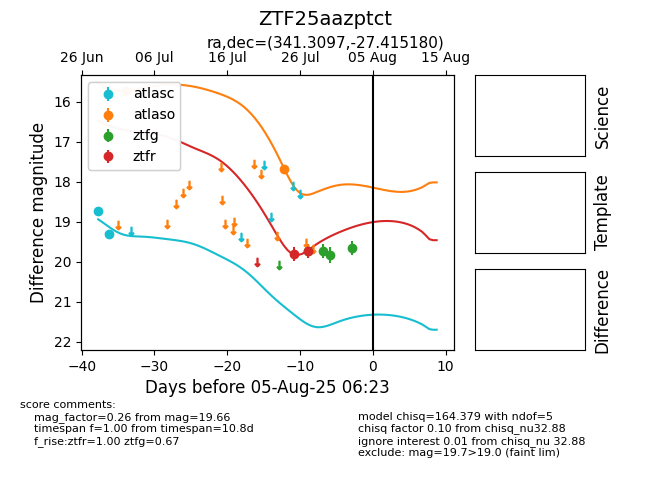 ZTF25aazptct
ra,dec=(341.3097,-27.415180)
26 Jun 06 Jul 16 Jul 26 Jul 05 Aug 15 Aug
atlasc
atlaso
ztfg
ztfr
16
17
18
19
20
21
22
Difference magnitude
−40 −30 −20 −10 0 10
Days before 05-Aug-25 06:23
Science
Template
Difference
score comments:
mag_factor=0.26 from mag=19.66
timespan f=1.00 from timespan=10.8d
f_rise:ztfr=1.00 ztfg=0.67
model chisq=164.379 with ndof=5
chisq factor 0.10 from chisq_nu32.88
ignore interest 0.01 from chisq_nu 32.88
exclude: mag=19.7>19.0 (faint lim)